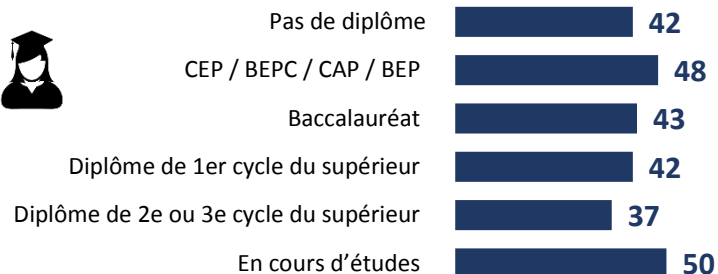 Pas de diplôme 42
CEP / BEPC / CAP / BEP 48
Baccalauréat 43
Diplôme de 1er cycle du supérieur 42
Diplôme de 2e ou 3e cycle du supérieur 37
En cours d’études 50